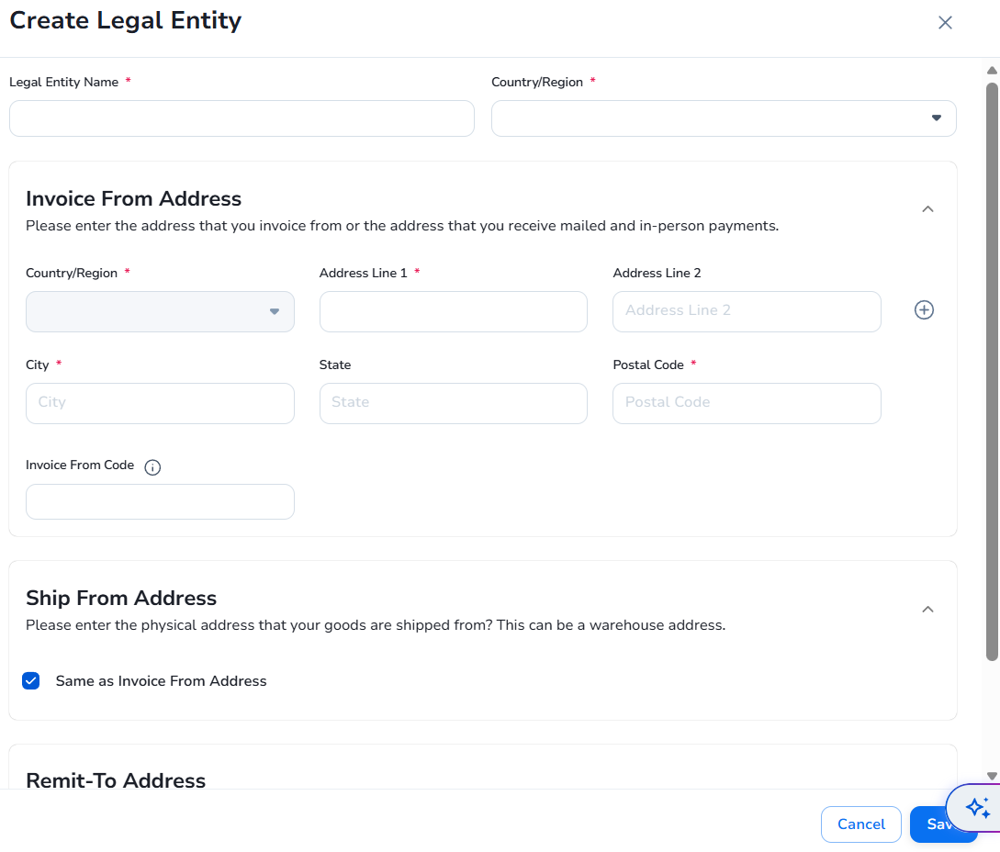 Create Legal Entity
Legal Entity Name *
Country/Region *
Invoice From Address
Please enter the address that you invoice from or the address that you receive mailed and in-person payments.
Country/Region *
Address Line 1 *
Address Line 2
Address Line 2
City *
State
Postal Code *
City
State
Postal Code
Invoice From Code
Ship From Address
Please enter the physical address that your goods are shipped from? This can be a warehouse address.
Same as Invoice From Address
Remit-To Address
Cancel